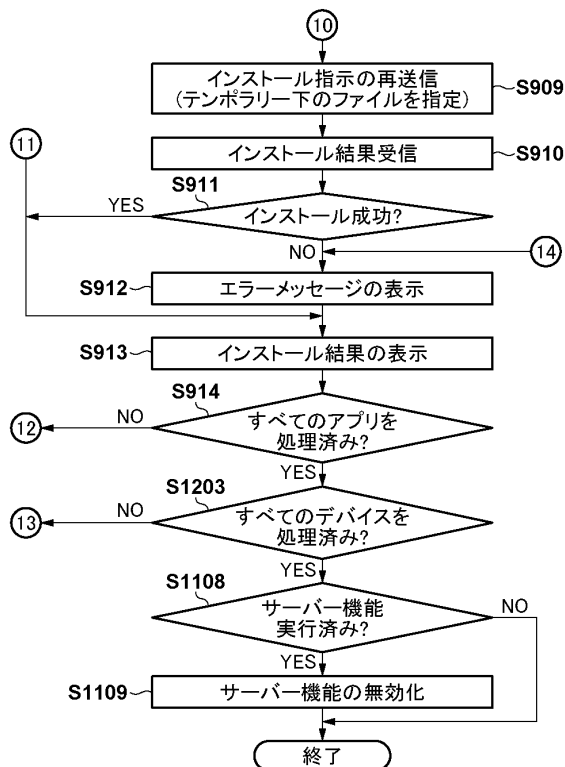 10
インストール指示の再送信
(テンポラリー下のファイルを指定)
S909
11
インストール結果受信
S910
S911
YES
インストール成功?
NO
14
S912
エラーメッセージの表示
S913
インストール結果の表示
S914
12
NO
すべてのアプリを
処理済み?
YES
S1203
13
NO
すべてのデバイスを
処理済み?
YES
S1108
サーバー機能
実行済み?
NO
YES
S1109
サーバー機能の無効化
終了